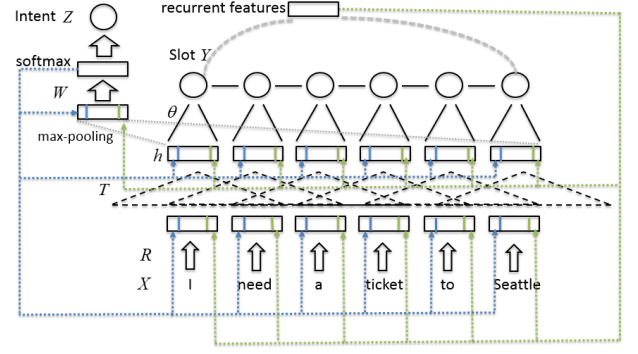 recurrent features
Intent Z
Slot Y
softmax
W
θ
max-pooling
h
T
R
X I need a ticket to Seattle